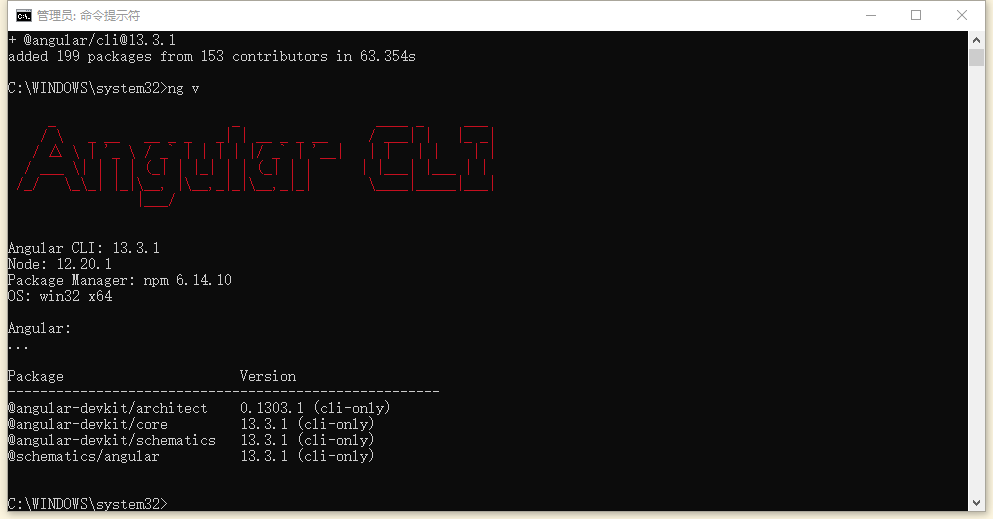 管理员: 命令提示符
+ @angular/cli@13.3.1
added 199 packages from 153 contributors in 63.354s
C:\WINDOWS\system32>ng v
Angular CLI
Angular CLI: 13.3.1
Node: 12.20.1
Package Manager: npm 6.14.10
OS: win32 x64
Angular:
...
Package Version
------------------------------------------------------
@angular-devkit/architect 0.1303.1 (cli-only)
@angular-devkit/core 13.3.1 (cli-only)
@angular-devkit/schematics 13.3.1 (cli-only)
@schematics/angular 13.3.1 (cli-only)
C:\WINDOWS\system32>